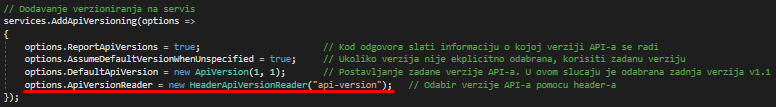 // Dodavanje verzioniranja na servis
services.AddApiVersioning(options =>
{
options.ReportApiVersions = true; // Kod odgovora slati informaciju o kojoj verziji API-a se radi
options.AssumeDefaultVersionWhenUnspecified = true; // Ukoliko verzija nije ekplicitno odabrana, korisiti zadanu verziju
options.DefaultApiVersion = new ApiVersion(1, 1); // Postavljanje zadane verzije API-a. U ovom slucaju je odabrana zadnja verzija v1.1
options.ApiVersionReader = new HeaderApiVersionReader("api-version"); // Odabir verzije API-a pomocu header-a
});